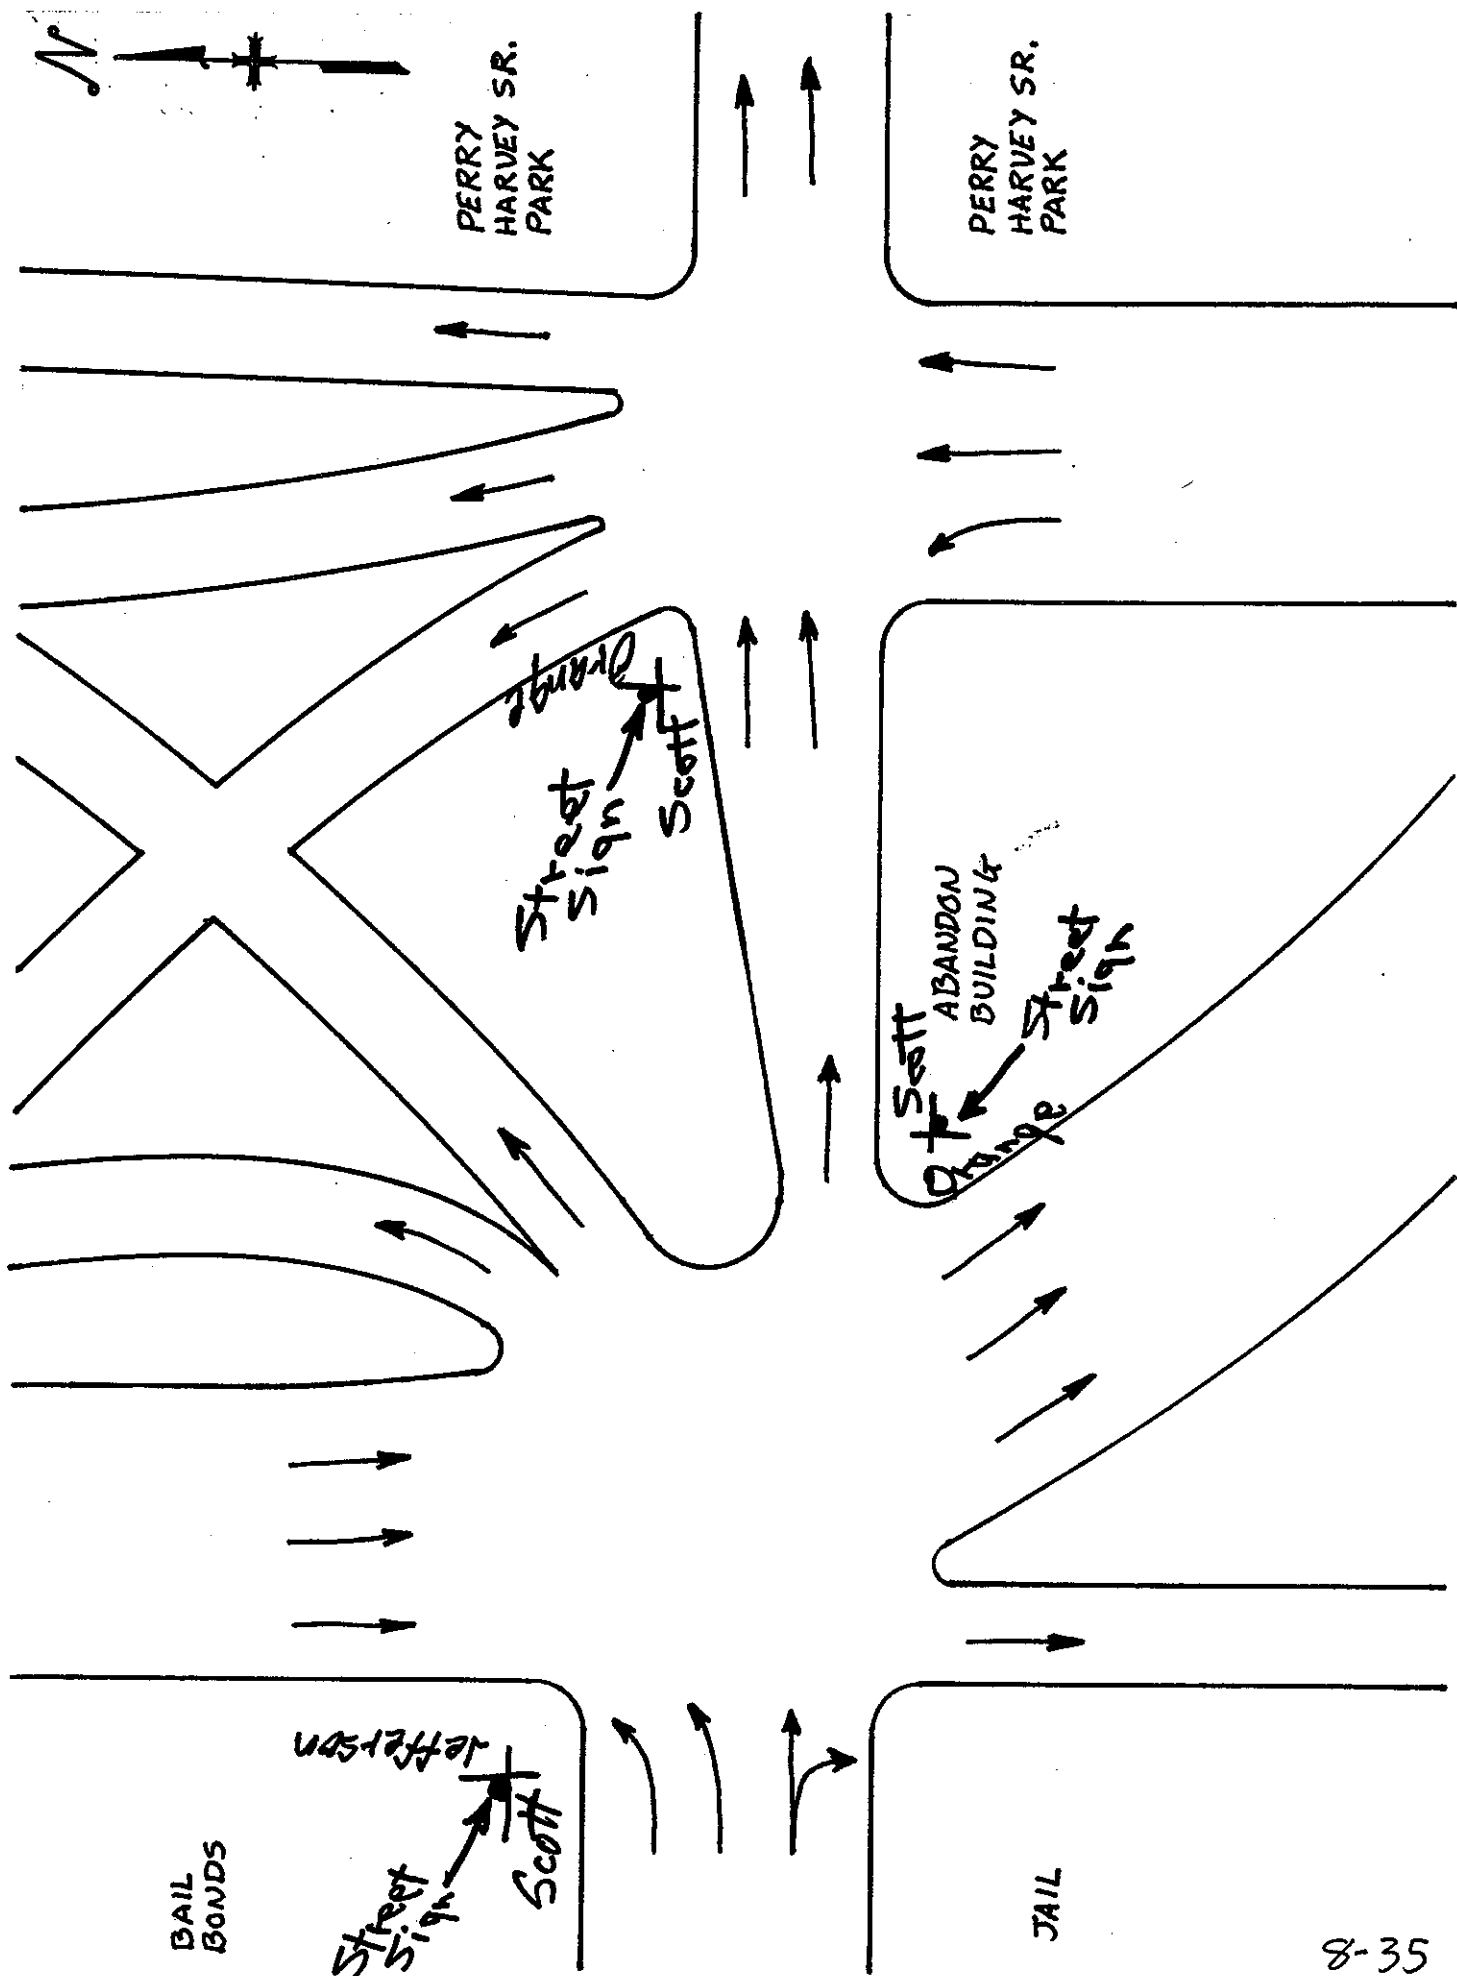 N
PERRY
HARVEY SR.
PARK
PERRY
HARVEY SR.
PARK
Orange
Street
Sign
Scott
Scott
ABANDON
BUILDING
Street
Sign
Orange
Jefferson
Scott
Street
Sign
BAIL
BONDS
JAIL
8-35